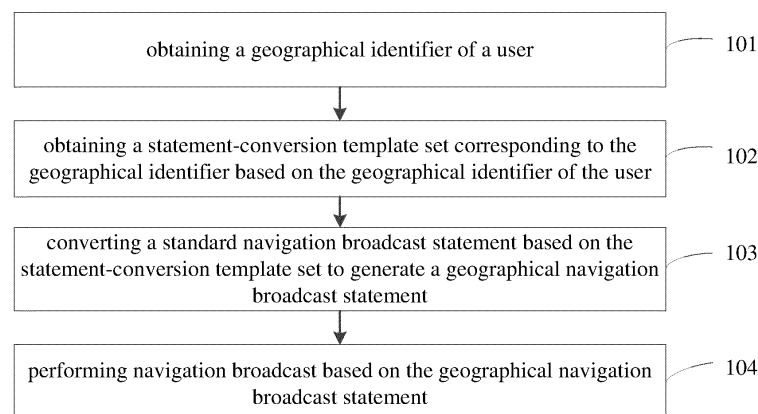 obtaining a geographical identifier of a user
101
obtaining a statement-conversion template set corresponding to the
geographical identifier based on the geographical identifier of the user
102
converting a standard navigation broadcast statement based on the
statement-conversion template set to generate a geographical navigation
broadcast statement
103
performing navigation broadcast based on the geographical navigation
broadcast statement
104